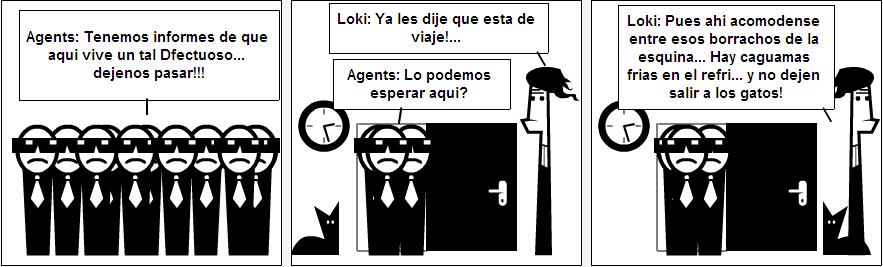 Agents: Tenemos informes de que
aqui vive un tal Dfectuoso...
dejenos pasar!!!
Loki: Ya les dije que esta de
viaje!...
Agents: Lo podemos
esperar aqui?
Loki: Pues ahi acomodense
entre esos borrachos de la
esquina... Hay caguamas
frias en el refri... y no dejen
salir a los gatos!